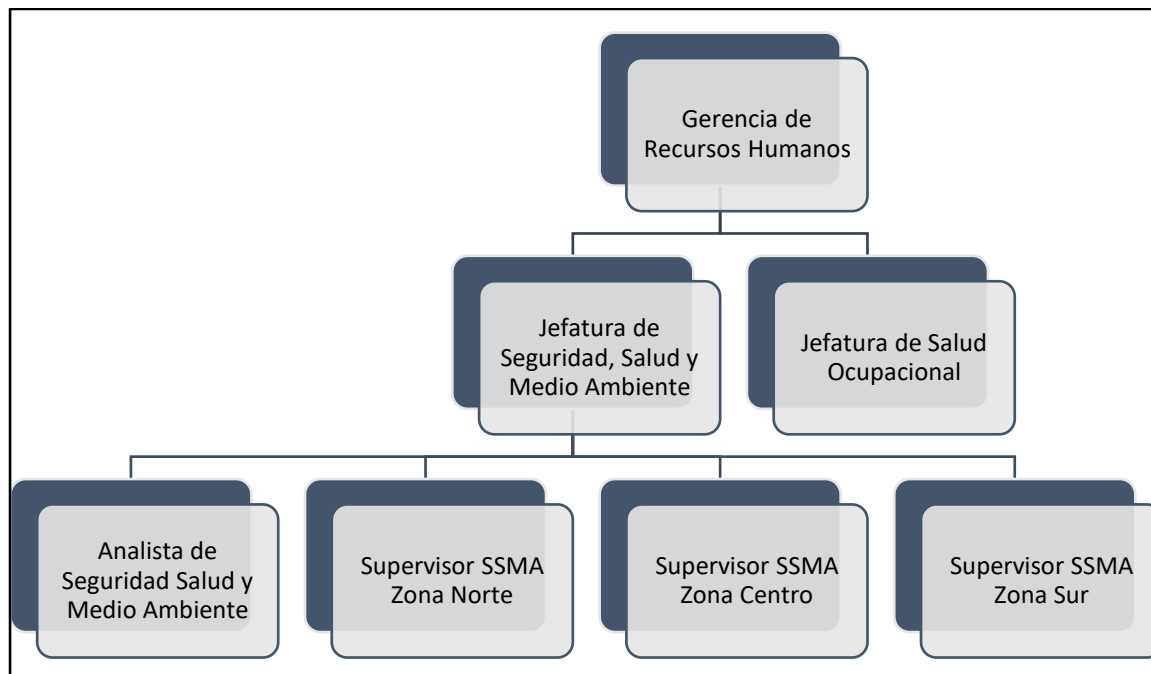 Gerencia de
Recursos Humanos
Jefatura de
Seguridad, Salud y
Medio Ambiente
Jefatura de Salud
Ocupacional
Analista de
Seguridad Salud y
Medio Ambiente
Supervisor SSMA
Zona Norte
Supervisor SSMA
Zona Centro
Supervisor SSMA
Zona Sur